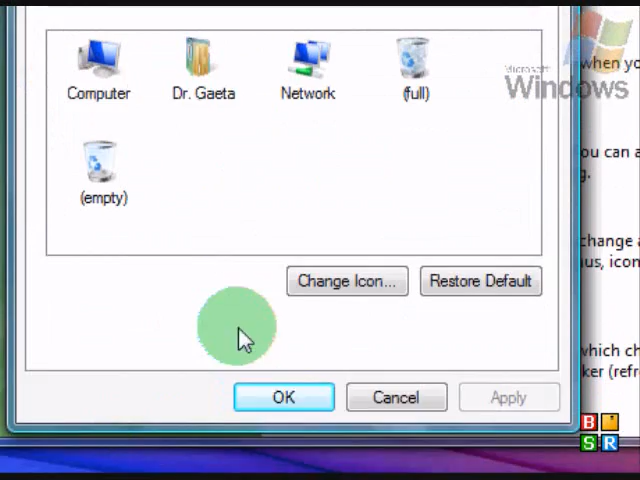 Computer
Dr. Gaeta
Network
(full)
(empty)
Change Icon...
Restore Default
OK
Cancel
Apply
Microsoft
Windows
when yo
ou can a
g.
change a
us, icon
which ch
ker (refr
B
S R